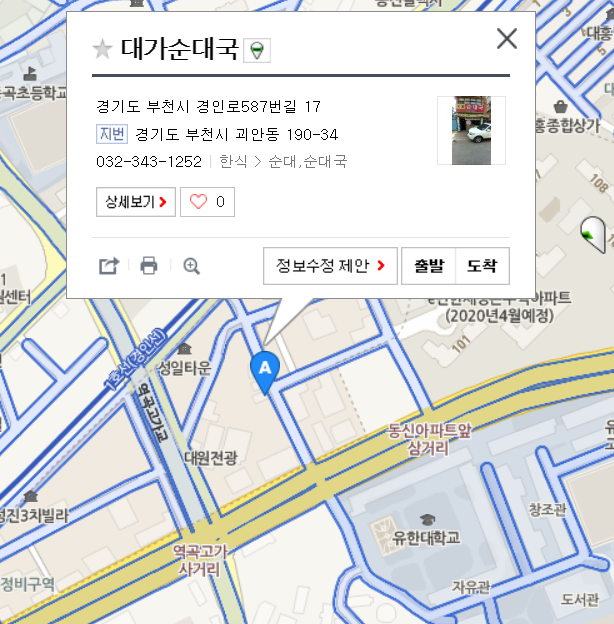 대가순대국
경기도 부천시 경인로587번길 17
지번 경기도 부천시 괴안동 190-34
032-343-1252 | 한식 > 순대,순대국
상세보기 >
0
정보수정 제안 >
출발 도착
대흥
곡초등학교
흥종합상가
208
(2020년4월예정)
101
1호선(경인선)
성일타운
역곡고가교
동신아파트앞
삼거리
대원전광
성진3차빌라
유한대학교
창조관
역곡고가
사거리
정비구역
자유관
도서관
A
1
센터